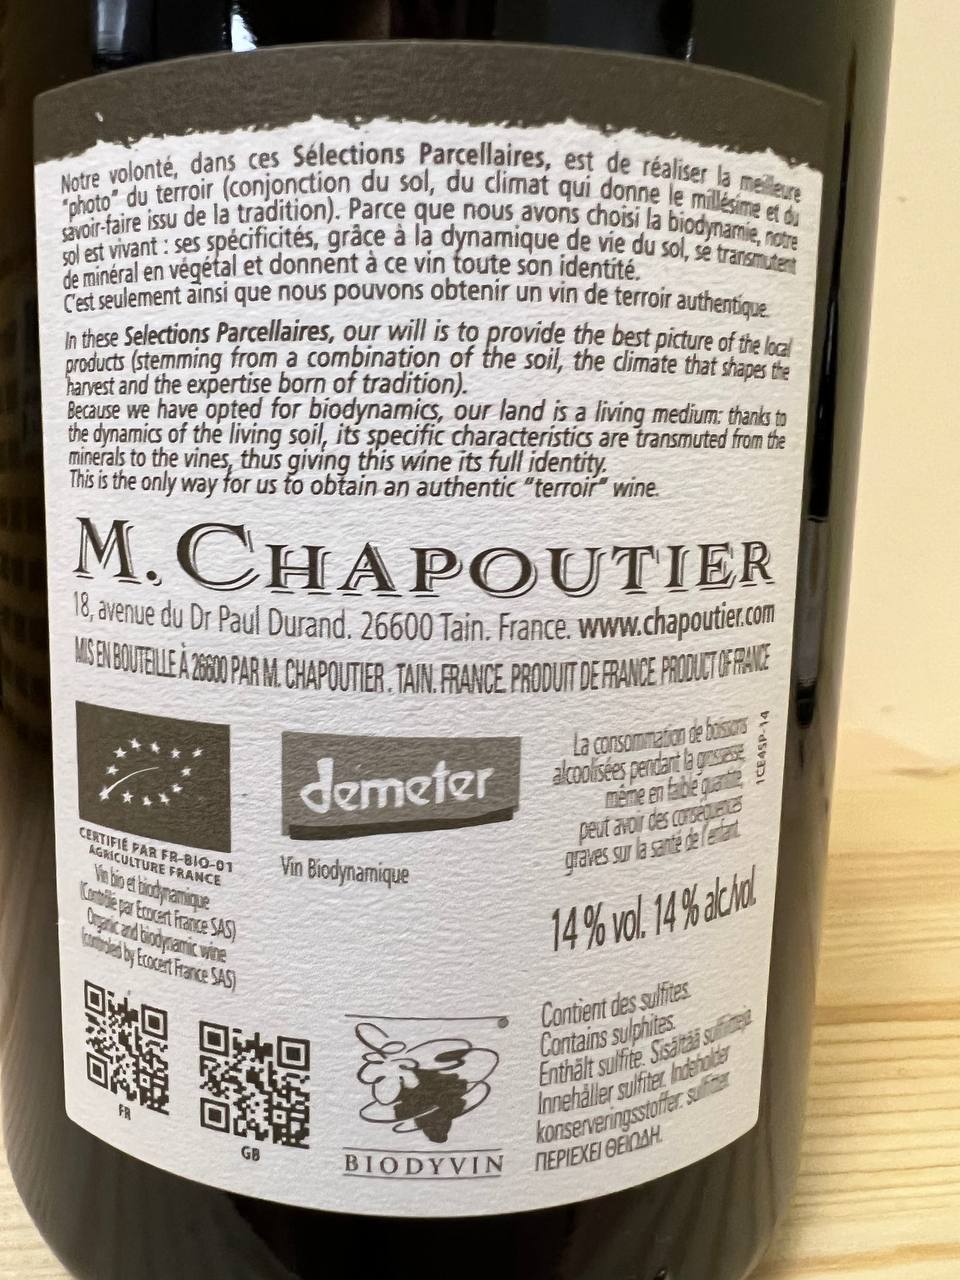 Notre volonté, dans ces Sélections Parcellaires, est de réaliser la meilleure
"photo" du terroir (conjonction du sol, du climat qui donne le millésime et du
savoir-faire issu de la tradition). Parce que nous avons choisi la biodynamie, notre
sol est vivant : ses spécificités, grâce à la dynamique de vie du sol, se transmutent
de minéral en végétal et donnent à ce vin toute son identité.
C'est seulement ainsi que nous pouvons obtenir un vin de terroir authentique.
In these Selections Parcellaires, our will is to provide the best picture of the local
products (stemming from a combination of the soil, the climate that shapes the
harvest and the expertise born of tradition).
Because we have opted for biodynamics, our land is a living medium: thanks to
the dynamics of the living soil, its specific characteristics are transmuted from the
minerals to the vines, thus giving this wine its full identity.
This is the only way for us to obtain an authentic "terroir" wine.
M. CHAPOUTIER
18, avenue du Dr Paul Durand. 26600 Tain. France. www.chapoutier.com
MIS EN BOUTEILLE À 26600 PAR M. CHAPOUTIER . TAIN. FRANCE. PRODUIT DE FRANCE. PRODUCT OF FRANCE
CERTIFIÉ PAR FR-BIO-01
AGRICULTURE FRANCE
Vin bio et biodynamique
(Contrôlé par Ecocert France SAS)
Organic and biodynamic wine
(controled by Ecocert France SAS)
FR
GB
demeter
Vin Biodynamique
BIODYVIN
La consommation de boissons
alcoolisées pendant la grossesse,
même en faible quantité,
peut avoir des conséquences
graves sur la santé de l'enfant.
1CE4SP-14
14 % vol. 14 % alc/vol.
Contient des sulfites.
Contains sulphites.
Enthält sulfite. Sisältää sulfiitteja.
Innehåller sulfiter. Indeholder
konserveringsstoffer: sulfitter.
ΠΕΡΙΕΧΕΙ ΘΕΙΩΔΗ.